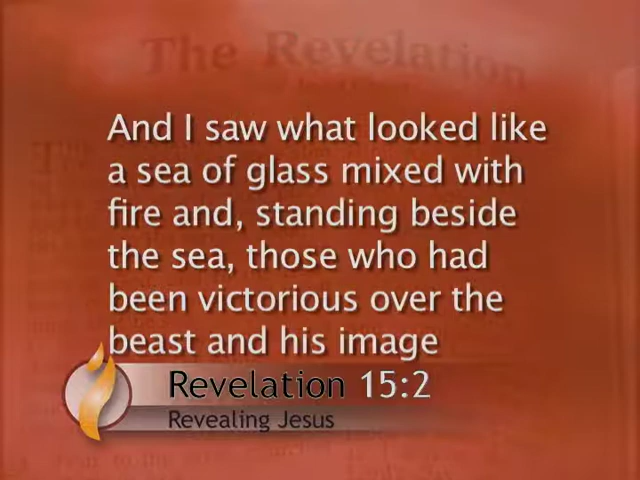 The Revelation
And I saw what looked like
a sea of glass mixed with
fire and, standing beside
the sea, those who had
been victorious over the
beast and his image
Revelation 15:2
Revealing Jesus